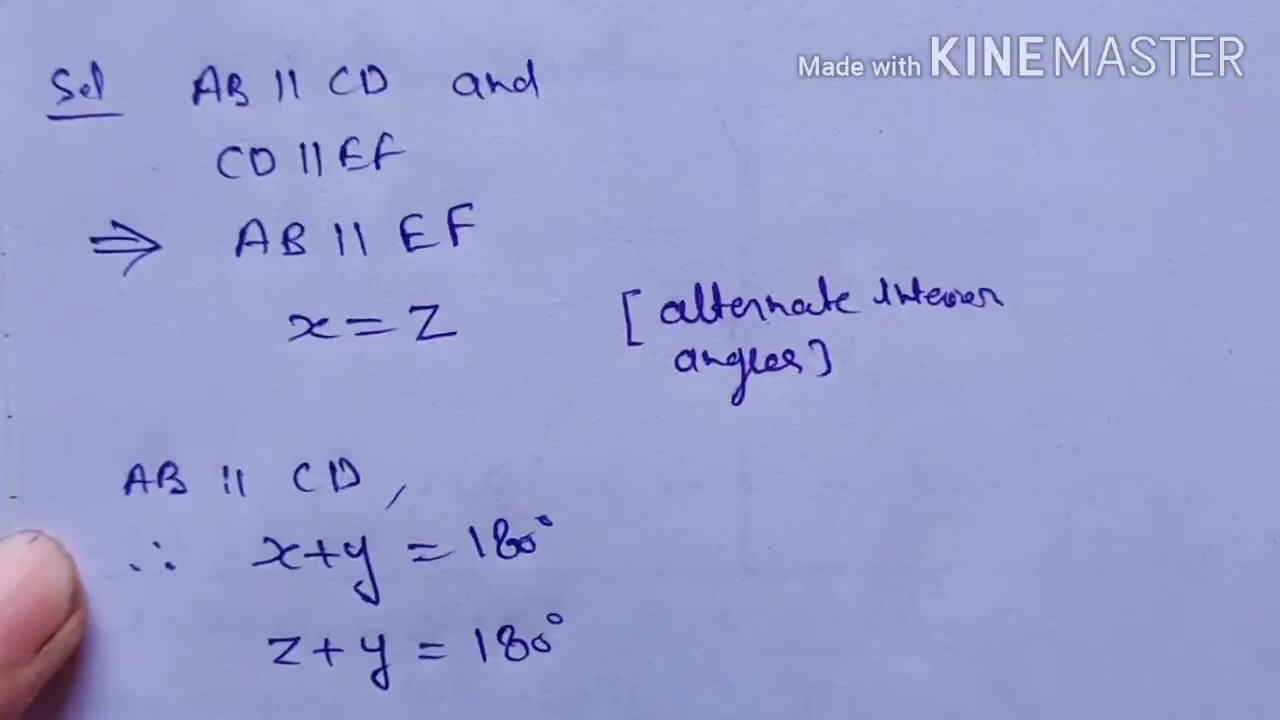 Made with KINEMASTER
Sol AB || CD and
CD || EF
⇒ AB || EF
x = z [alternate interior
angles]
AB || CD,
∴ x+y = 180°
z+y = 180°